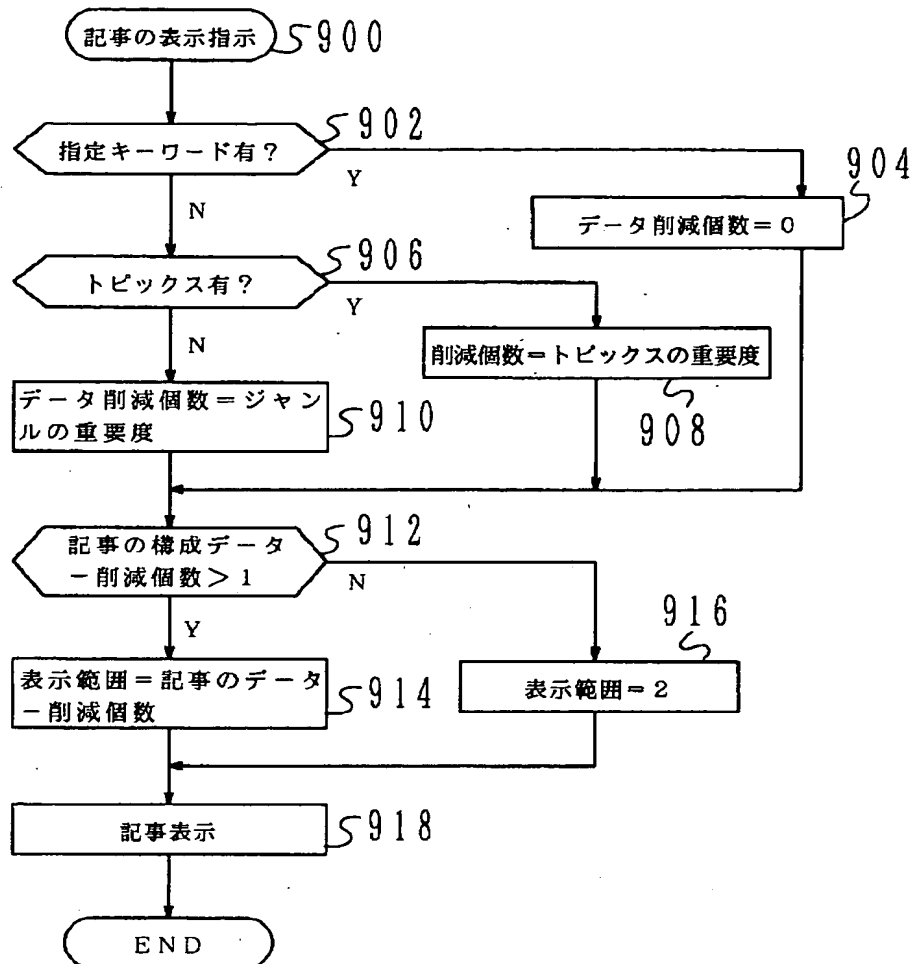 記事の表示指示
900
指定キーワード有?
902
Y
N
データ削減個数=0
904
トピックス有?
906
Y
N
削減個数=トピックスの重要度
908
データ削減個数=ジャン
ルの重要度
910
記事の構成データ
-削減個数>1
912
N
Y
表示範囲=記事のデータ
-削減個数
914
表示範囲=2
916
記事表示
918
END